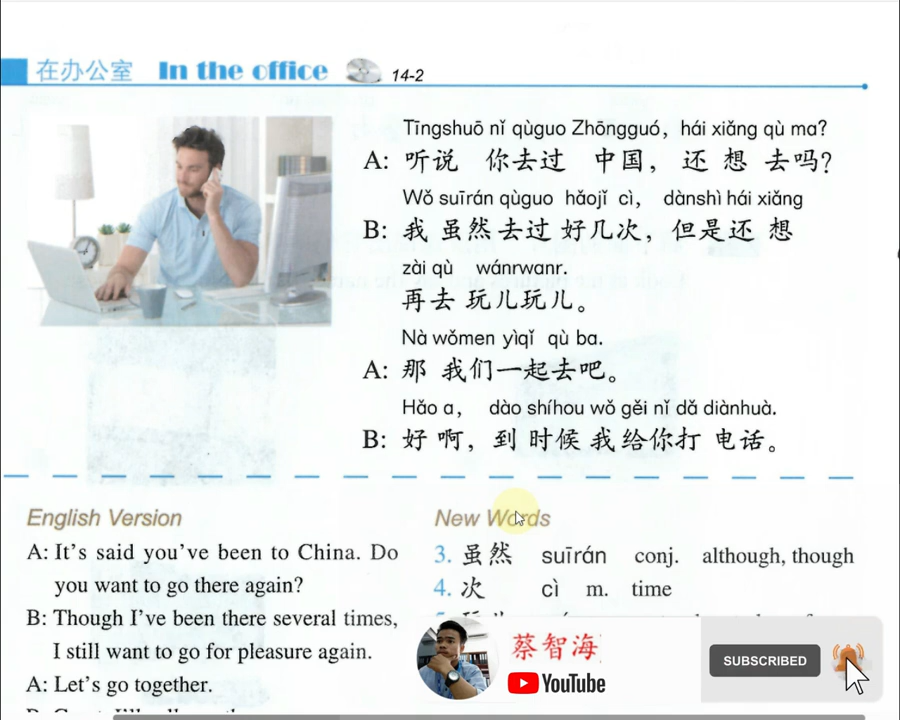 在办公室 In the office 14-2
Tīngshuō nǐ qùguo Zhōngguó, hái xiǎng qù ma?
A: 听说 你去过 中国, 还 想 去吗?
Wǒ suīrán qùguo hǎojǐ cì, dànshì hái xiǎng
B: 我 虽然去过 好几次, 但是还 想
zài qù wánrwanr.
再去 玩儿玩儿。
Nà wǒmen yìqǐ qù ba.
A: 那 我们一起去吧。
Hǎo a, dào shíhou wǒ gěi nǐ dǎ diànhuà.
B: 好 啊, 到 时候 我给你打 电话。
English Version
A: It's said you've been to China. Do
you want to go there again?
B: Though I've been there several times,
I still want to go for pleasure again.
A: Let's go together.
New Words
3. 虽然 suīrán conj. although, though
4. 次 cì m. time
蔡智海
YouTube
SUBSCRIBED